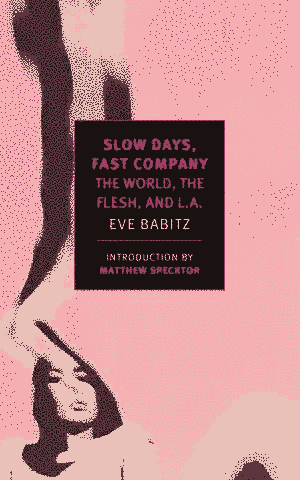 SLOW DAYS,
FAST COMPANY
THE WORLD, THE
FLESH, AND L.A.
EVE BABITZ
INTRODUCTION BY
MATTHEW SPECKTOR